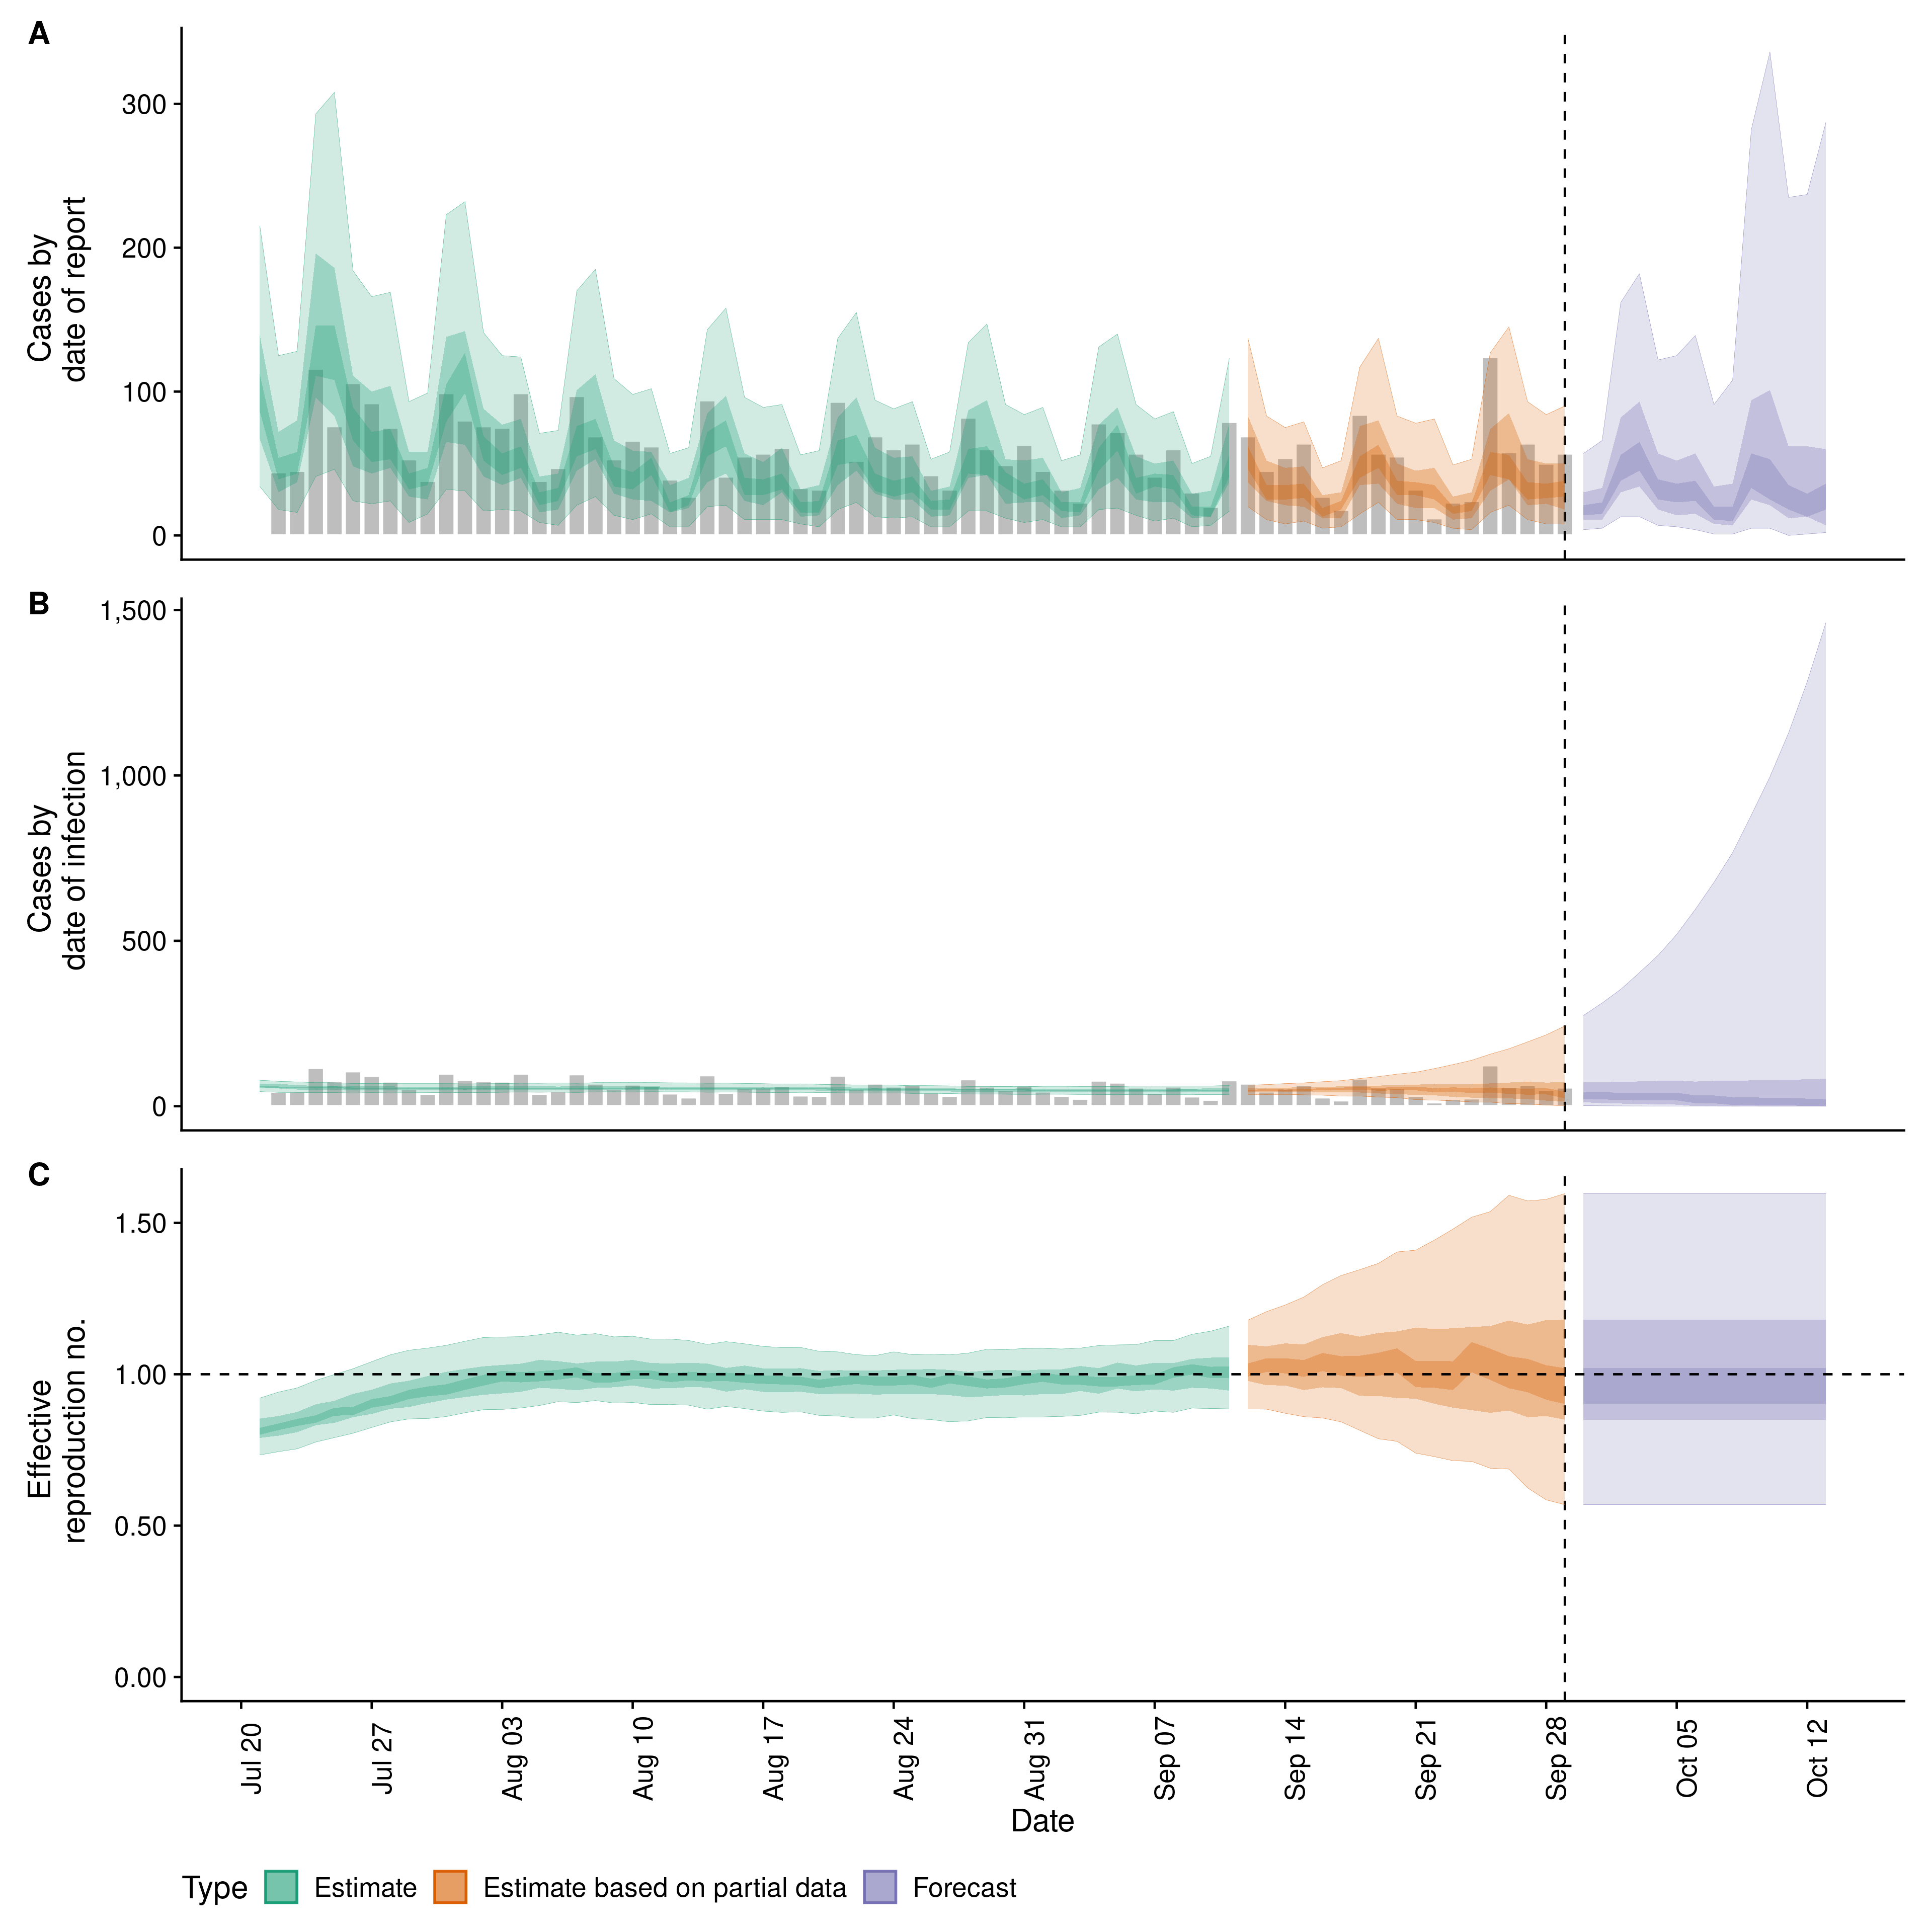 A
Cases by
date of report
300
200
100
0
B
Cases by
date of infection
1,500
1,000
500
0
C
Effective
reproduction no.
1.50
1.00
0.50
0.00
Jul 20
Jul 27
Aug 03
Aug 10
Aug 17
Aug 24
Aug 31
Sep 07
Sep 14
Sep 21
Sep 28
Oct 05
Oct 12
Date
Type Estimate Estimate based on partial data Forecast